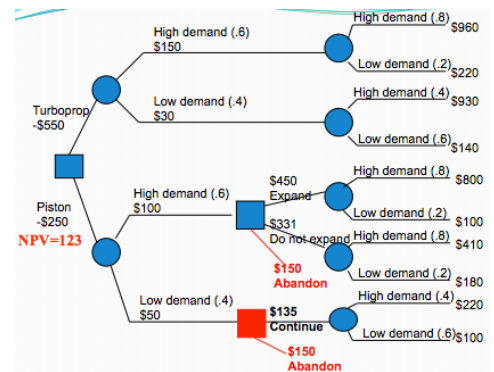 High demand (.6)
$150
High demand (.8)
$960
Low demand (.2)
$220
Turboprop
-$550
Low demand (.4)
$30
High demand (.4)
$930
Low demand (.6)
$140
Piston
-$250
NPV=123
High demand (.6)
$100
$450
Expand
High demand (.8)
$800
Low demand (.2)
$100
$331
Do not expand
High demand (.8)
$410
Low demand (.2)
$180
$150
Abandon
Low demand (.4)
$50
$135
Continue
High demand (.4)
$220
Low demand (.6)
$100
$150
Abandon